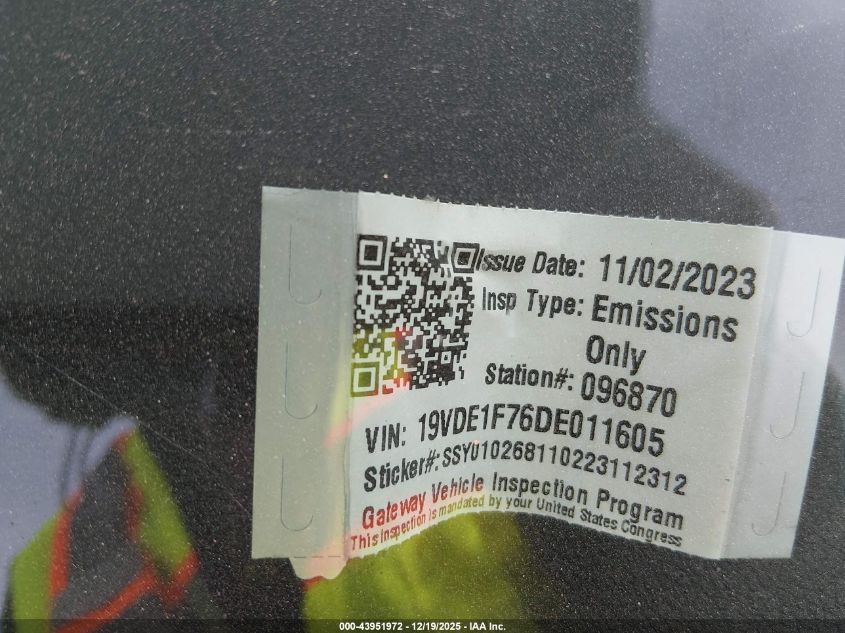 Issue Date: 11/02/2023
Insp Type: Emissions
Only
Station#: 096870
VIN: 19VDE1F76DE011605
Sticker#: SSY010268110223112312
Gateway Vehicle Inspection Program
This Inspection is mandated by your United States Congress
000-43951972 - 12/19/2025 - IAA Inc.